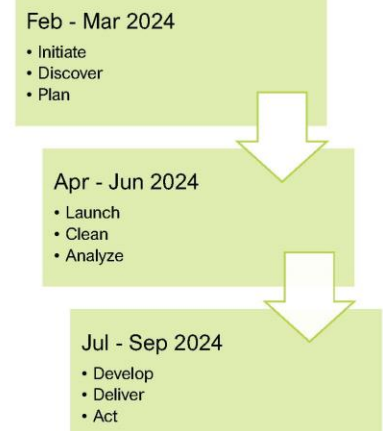 Feb - Mar 2024
• Initiate
• Discover
• Plan
Apr - Jun 2024
• Launch
• Clean
• Analyze
Jul - Sep 2024
• Develop
• Deliver
• Act